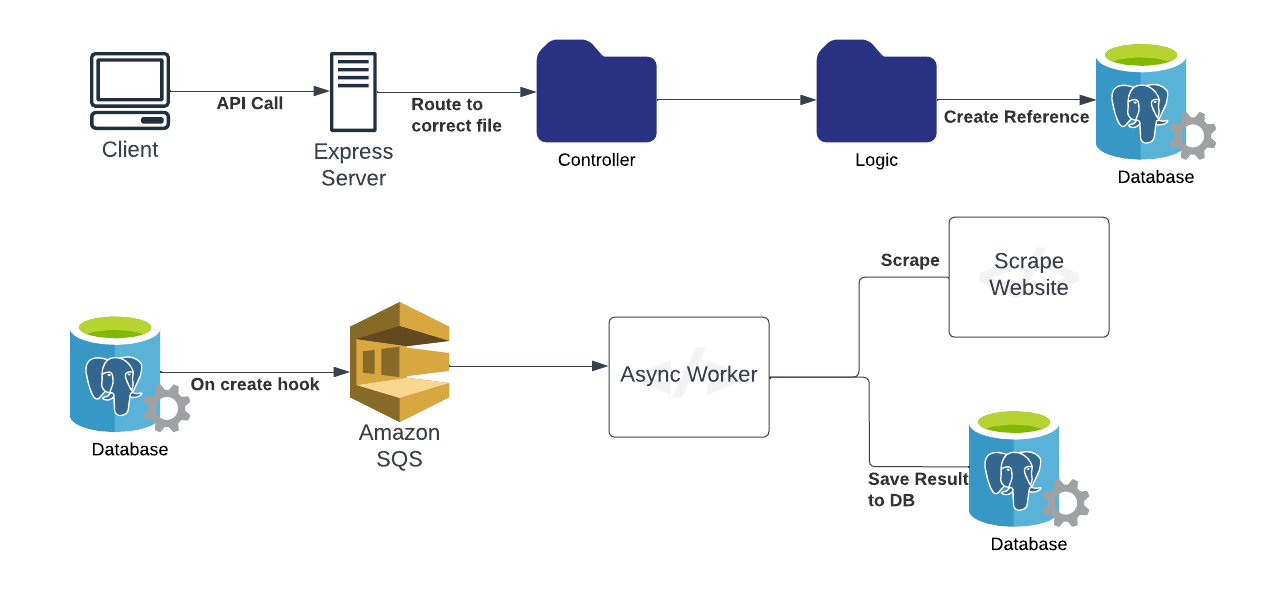 API Call
Route to
correct file
Create Reference
Client
Express
Server
Controller
Logic
Database
Scrape
Scrape
Website
On create hook
Async Worker
Amazon
SQS
Database
Save Result
to DB
Database